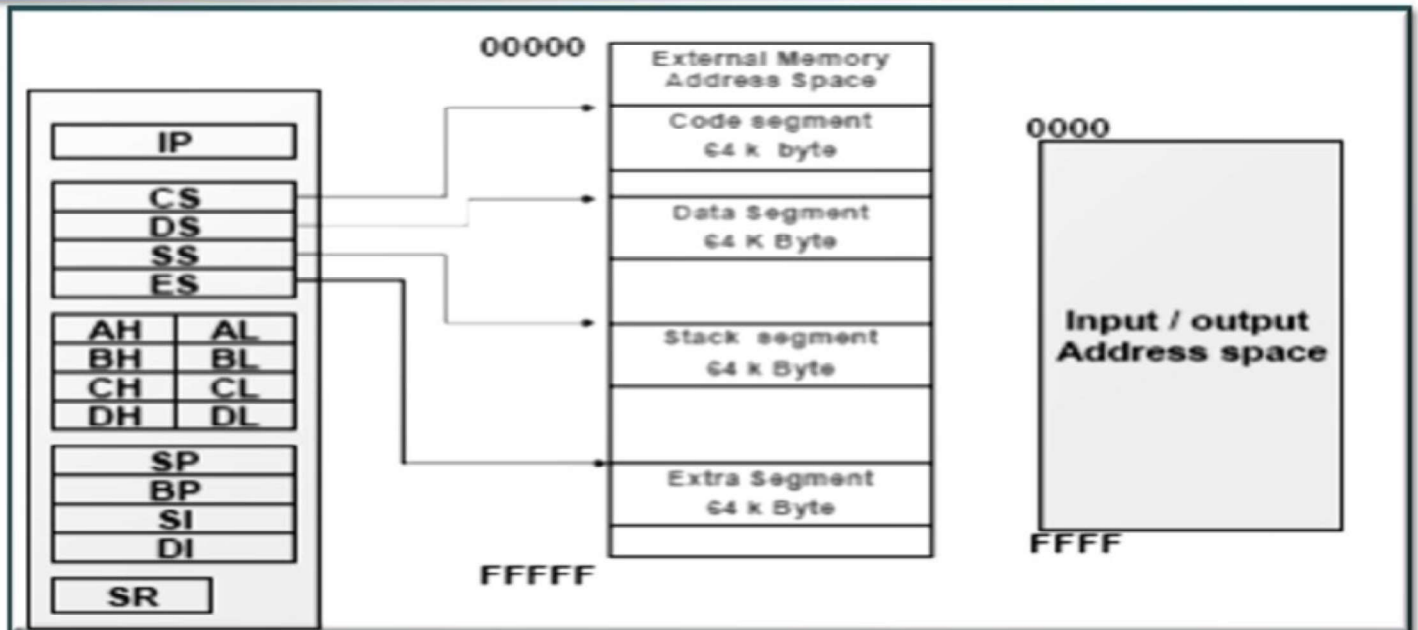 IP
CS
DS
SS
ES
AH AL
BH BL
CH CL
DH DL
SP
BP
SI
DI
SR
00000
External Memory
Address Space
Code segment
64 k byte
Data Segment
64 K Byte
Stack segment
64 k Byte
Extra Segment
64 k Byte
FFFFF
0000
Input / output
Address space
FFFF